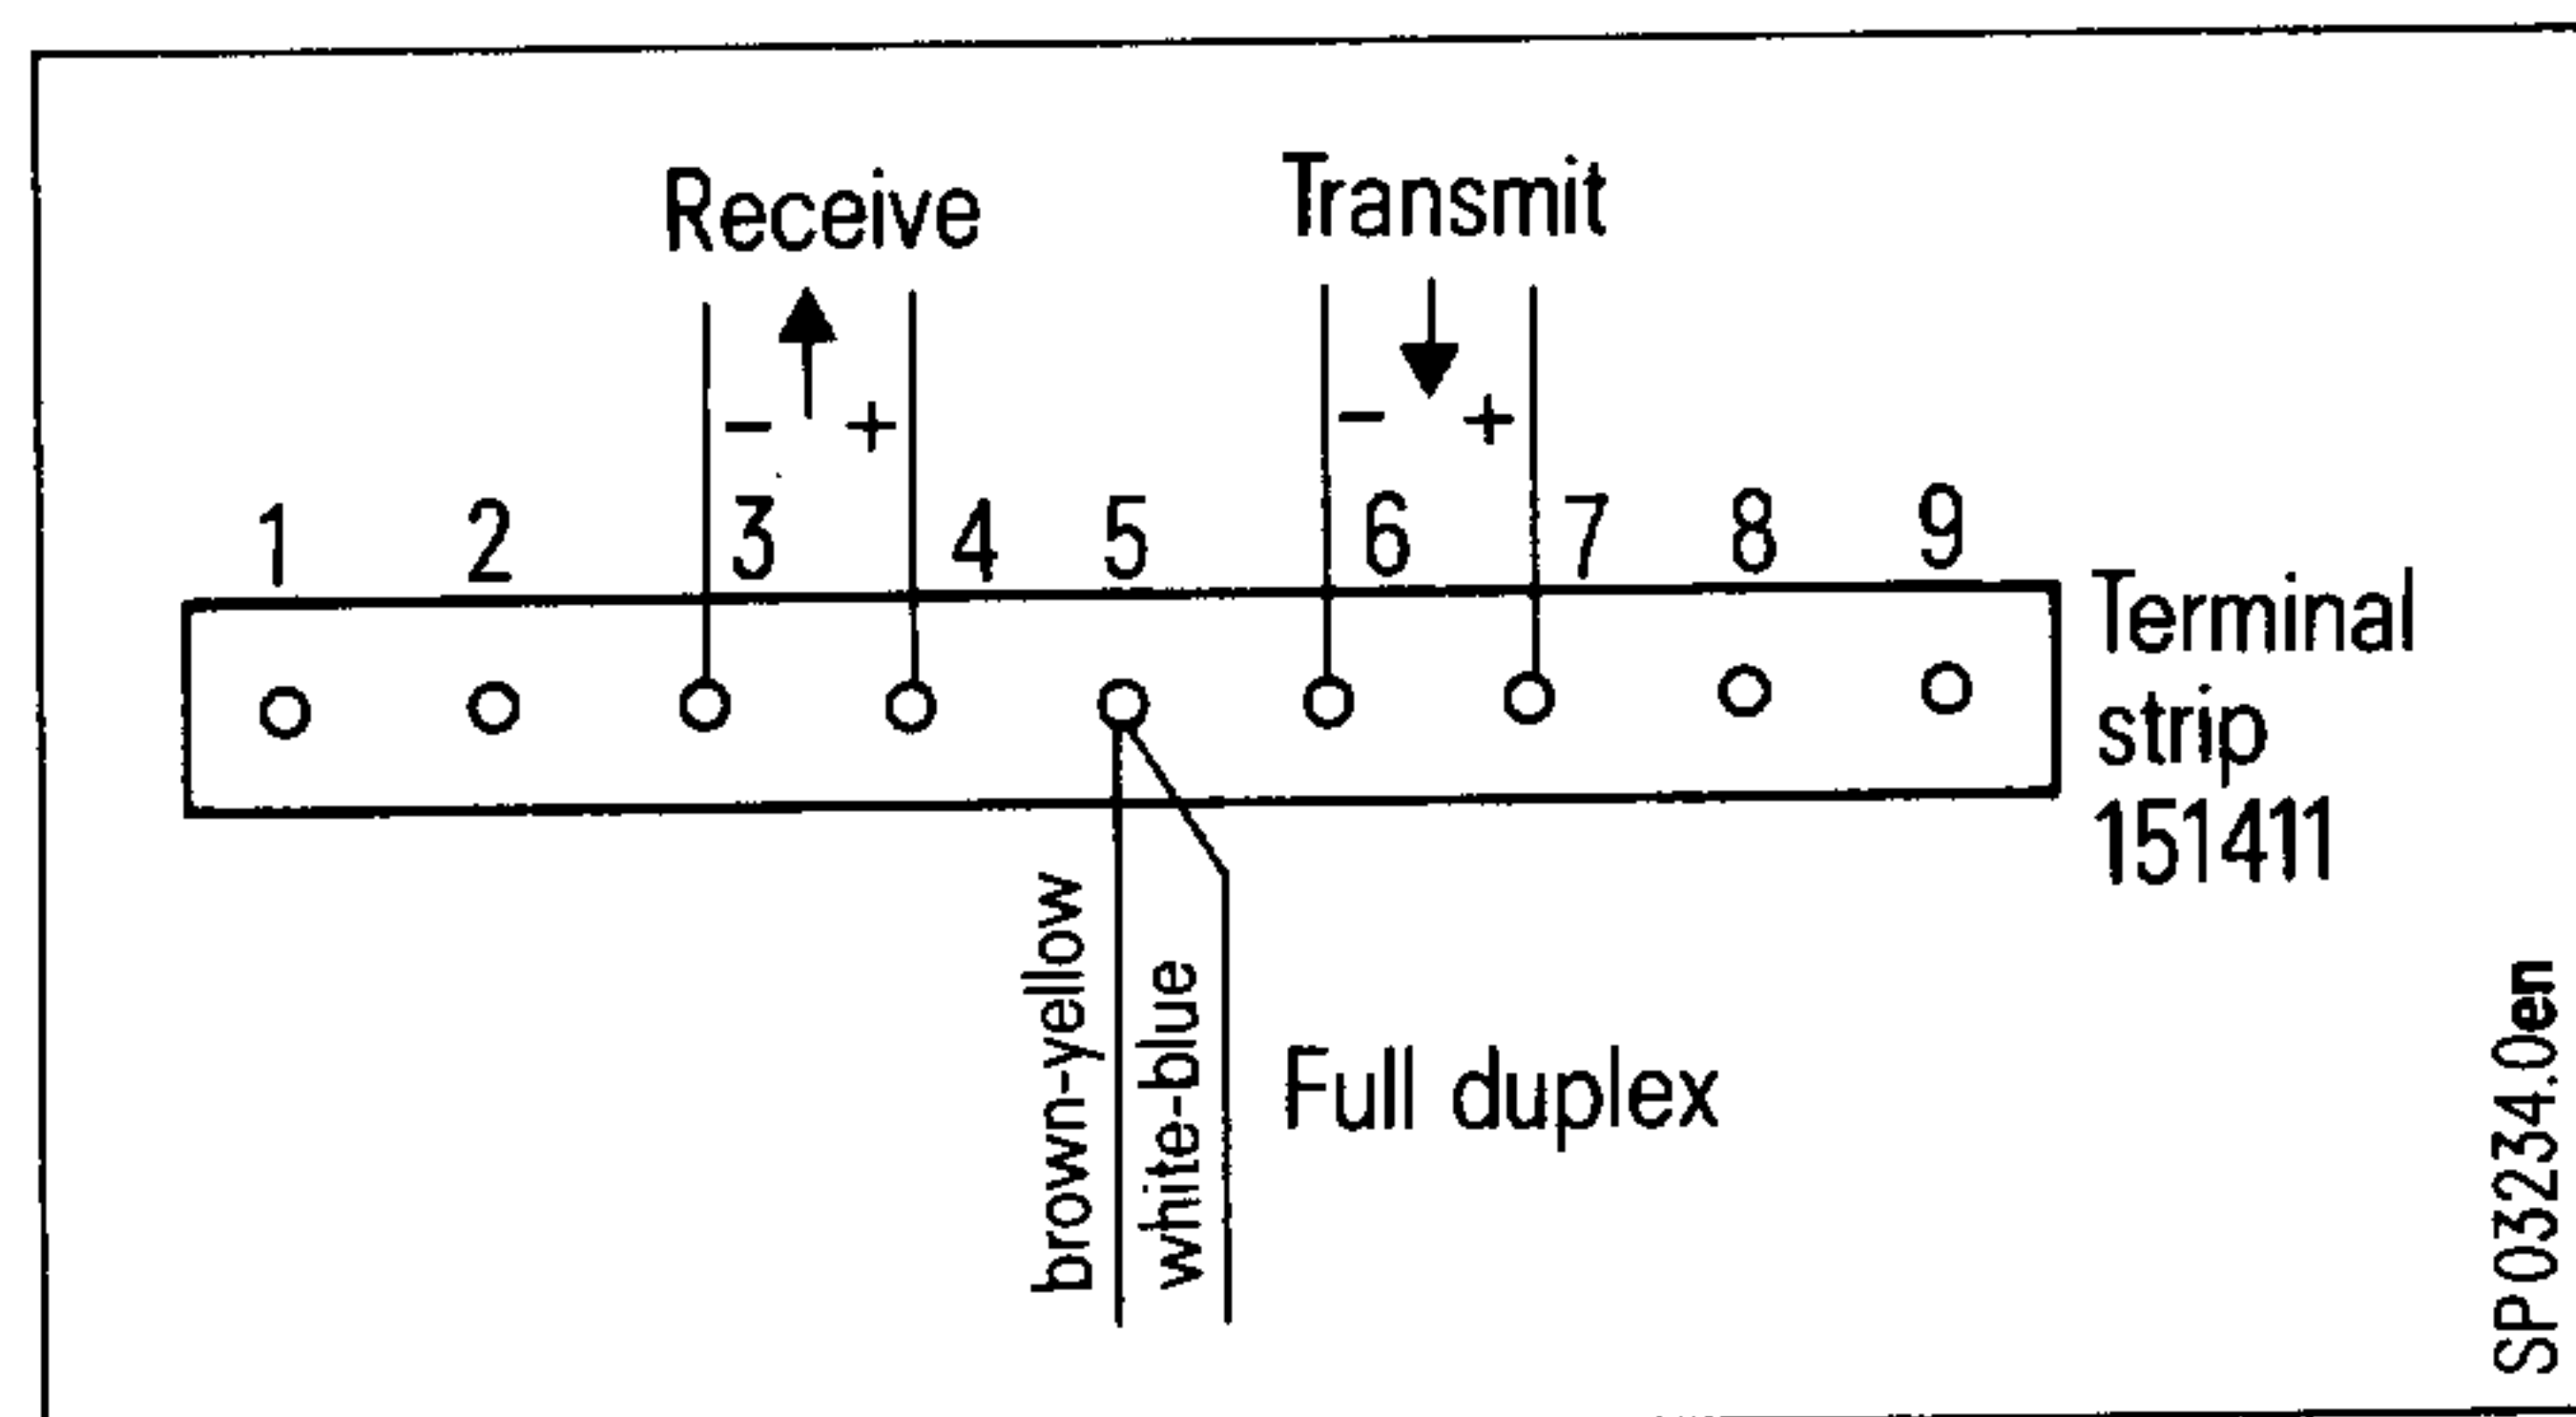 Receive Transmit
- + - +
1 2 3 4 5 6 7 8 9
Terminal
strip
151411
brown-yellow
white-blue
Full duplex
SP03234.0en